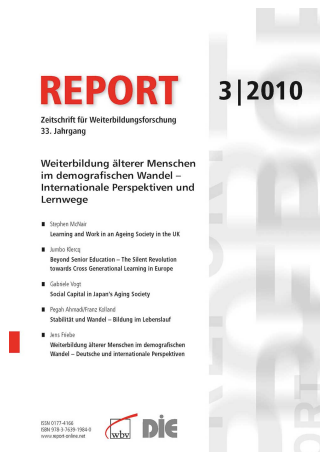 REPORT
3|2010
Zeitschrift für Weiterbildungsforschung
33. Jahrgang
Weiterbildung älterer Menschen
im demografischen Wandel –
Internationale Perspektiven und
Lernwege
Stephen McNair
Learning and Work in an Ageing Society in the UK
Jumbo Klercq
Beyond Senior Education – The Silent Revolution
towards Cross Generational Learning in Europe
Gabriele Vogt
Social Capital in Japan's Aging Society
Pegah Ahmadi/Franz Kolland
Stabilität und Wandel – Bildung im Lebenslauf
Jens Friebe
Weiterbildung älterer Menschen im demografischen
Wandel – Deutsche und internationale Perspektiven
ISSN 0177-4166
ISBN 978-3-7639-1984-0
www.report-online.net
wbv
DIE